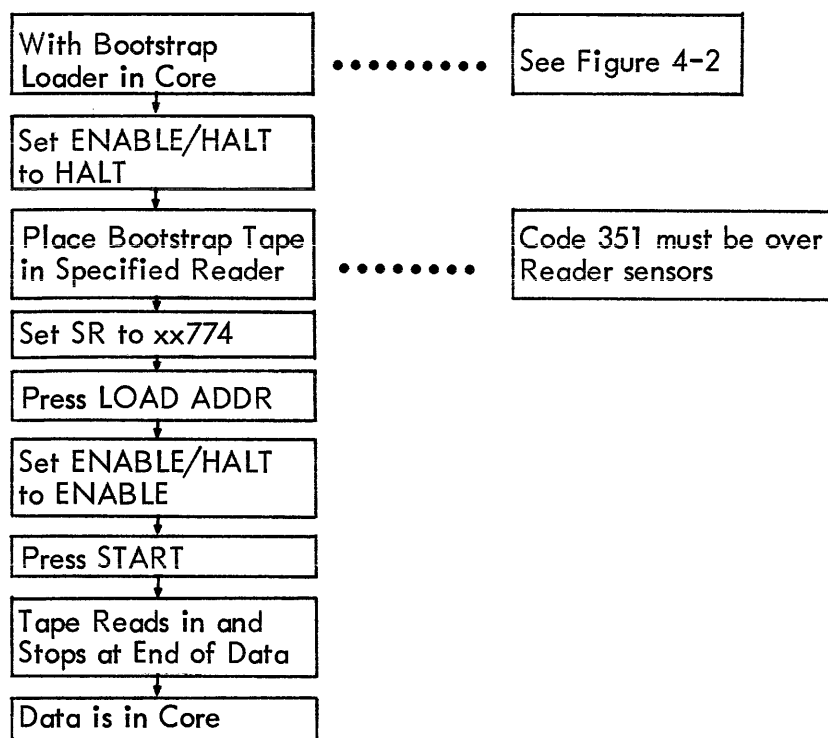 With Bootstrap
Loader in Core
See Figure 4-2
Set ENABLE/HALT
to HALT
Place Bootstrap Tape
in Specified Reader
Code 351 must be over
Reader sensors
Set SR to xx774
Press LOAD ADDR
Set ENABLE/HALT
to ENABLE
Press START
Tape Reads in and
Stops at End of Data
Data is in Core